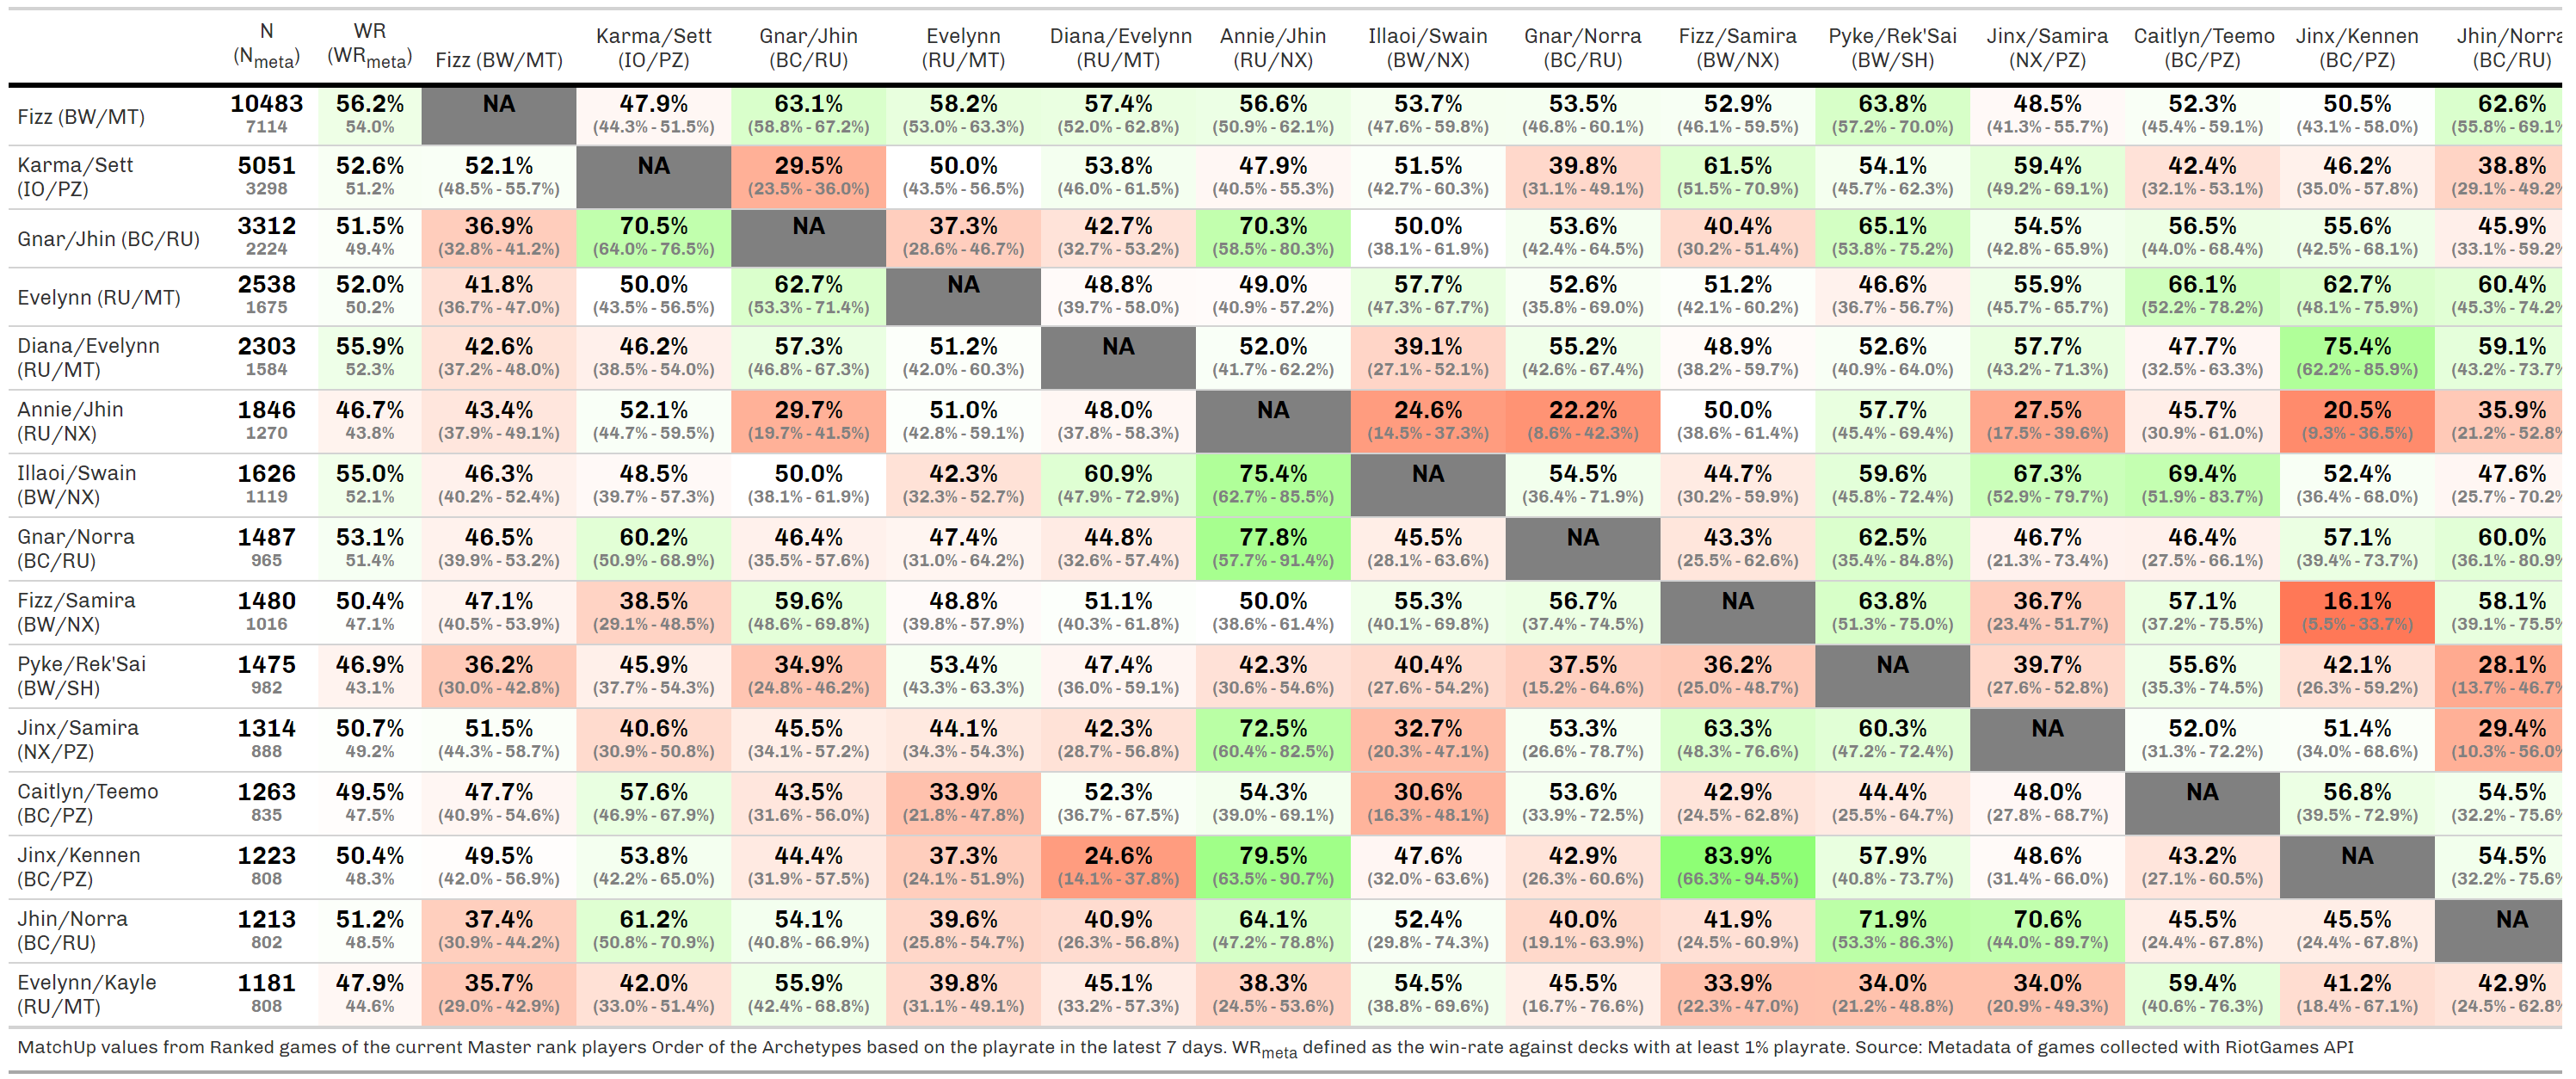 N WR Karma/Sett Gnar/Jhin Evelynn Diana/Evelynn Annie/Jhin Illaoi/Swain Gnar/Norra Fizz/Samira Pyke/Rek'Sai Jinx/Samira Caitlyn/Teemo Jinx/Kennen Jhin/Norra
(Nmeta) (WRmeta) Fizz (BW/MT) (IO/PZ) (BC/RU) (RU/MT) (RU/MT) (RU/NX) (BW/NX) (BC/RU) (BW/NX) (BW/SH) (NX/PZ) (BC/PZ) (BC/PZ) (BC/RU)
Fizz (BW/MT) 10483 56.2% NA 47.9% 63.1% 58.2% 57.4% 56.6% 53.7% 53.5% 52.9% 63.8% 48.5% 52.3% 50.5% 62.6%
7114 54.0% (44.3% - 51.5%) (58.8% - 67.2%) (53.0% - 63.3%) (52.0% - 62.8%) (50.9% - 62.1%) (47.6% - 59.8%) (46.8% - 60.1%) (46.1% - 59.5%) (57.2% - 70.0%) (41.3% - 55.7%) (45.4% - 59.1%) (43.1% - 58.0%) (55.8% - 69.1%
Karma/Sett 5051 52.6% 52.1% NA 29.5% 50.0% 53.8% 47.9% 51.5% 39.8% 61.5% 54.1% 59.4% 42.4% 46.2% 38.8%
(IO/PZ) 3298 51.2% (48.5% - 55.7%) (23.5% - 36.0%) (43.5% - 56.5%) (46.0% - 61.5%) (40.5% - 55.3%) (42.7% - 60.3%) (31.1% - 49.1%) (51.5% - 70.9%) (45.7% - 62.3%) (49.2% - 69.1%) (32.1% - 53.1%) (35.0% - 57.8%) (29.1% - 49.2%
Gnar/Jhin (BC/RU) 3312 51.5% 36.9% 70.5% NA 37.3% 42.7% 70.3% 50.0% 53.6% 40.4% 65.1% 54.5% 56.5% 55.6% 45.9%
2224 49.4% (32.8% - 41.2%) (64.0% - 76.5%) (28.6% - 46.7%) (32.7% - 53.2%) (58.5% - 80.3%) (38.1% - 61.9%) (42.4% - 64.5%) (30.2% - 51.4%) (53.8% - 75.2%) (42.8% - 65.9%) (44.0% - 68.4%) (42.5% - 68.1%) (33.1% - 59.2%
Evelynn (RU/MT) 2538 52.0% 41.8% 50.0% 62.7% NA 48.8% 49.0% 57.7% 52.6% 51.2% 46.6% 55.9% 66.1% 62.7% 60.4%
1675 50.2% (36.7% - 47.0%) (43.5% - 56.5%) (53.3% - 71.4%) (39.7% - 58.0%) (40.9% - 57.2%) (47.3% - 67.7%) (35.8% - 69.0%) (42.1% - 60.2%) (36.7% - 56.7%) (45.7% - 65.7%) (52.2% - 78.2%) (48.1% - 75.9%) (45.3% - 74.2%
Diana/Evelynn 2303 55.9% 42.6% 46.2% 57.3% 51.2% NA 52.0% 39.1% 55.2% 48.9% 52.6% 57.7% 47.7% 75.4% 59.1%
(RU/MT) 1584 52.3% (37.2% - 48.0%) (38.5% - 54.0%) (46.8% - 67.3%) (42.0% - 60.3%) (41.7% - 62.2%) (27.1% - 52.1%) (42.6% - 67.4%) (38.2% - 59.7%) (40.9% - 64.0%) (43.2% - 71.3%) (32.5% - 63.3%) (62.2% - 85.9%) (43.2% - 73.7%
Annie/Jhin 1846 46.7% 43.4% 52.1% 29.7% 51.0% 48.0% NA 24.6% 22.2% 50.0% 57.7% 27.5% 45.7% 20.5% 35.9%
(RU/NX) 1270 43.8% (37.9% - 49.1%) (44.7% - 59.5%) (19.7% - 41.5%) (42.8% - 59.1%) (37.8% - 58.3%) (14.5% - 37.3%) (8.6% - 42.3%) (38.6% - 61.4%) (45.4% - 69.4%) (17.5% - 39.6%) (30.9% - 61.0%) (9.3% - 36.5%) (21.2% - 52.8%
Illaoi/Swain 1626 55.0% 46.3% 48.5% 50.0% 42.3% 60.9% 75.4% NA 54.5% 44.7% 59.6% 67.3% 69.4% 52.4% 47.6%
(BW/NX) 1119 52.1% (40.2% - 52.4%) (39.7% - 57.3%) (38.1% - 61.9%) (32.3% - 52.7%) (47.9% - 72.9%) (62.7% - 85.5%) (36.4% - 71.9%) (30.2% - 59.9%) (45.8% - 72.4%) (52.9% - 79.7%) (51.9% - 83.7%) (36.4% - 68.0%) (25.7% - 70.2%
Gnar/Norra 1487 53.1% 46.5% 60.2% 46.4% 47.4% 44.8% 77.8% 45.5% NA 43.3% 62.5% 46.7% 46.4% 57.1% 60.0%
(BC/RU) 965 51.4% (39.9% - 53.2%) (50.9% - 68.9%) (35.5% - 57.6%) (31.0% - 64.2%) (32.6% - 57.4%) (57.7% - 91.4%) (28.1% - 63.6%) (25.5% - 62.6%) (35.4% - 84.8%) (21.3% - 73.4%) (27.5% - 66.1%) (39.4% - 73.7%) (36.1% - 80.9%
Fizz/Samira 1480 50.4% 47.1% 38.5% 59.6% 48.8% 51.1% 50.0% 55.3% 56.7% NA 63.8% 36.7% 57.1% 16.1% 58.1%
(BW/NX) 1016 47.1% (40.5% - 53.9%) (29.1% - 48.5%) (48.6% - 69.8%) (39.8% - 57.9%) (40.3% - 61.8%) (38.6% - 61.4%) (40.1% - 69.8%) (37.4% - 74.5%) (51.3% - 75.0%) (23.4% - 51.7%) (37.2% - 75.5%) (5.5% - 33.7%) (39.1% - 75.5%
Pyke/Rek'Sai 1475 46.9% 36.2% 45.9% 34.9% 53.4% 47.4% 42.3% 40.4% 37.5% 36.2% NA 39.7% 55.6% 42.1% 28.1%
(BW/SH) 982 43.1% (30.0% - 42.8%) (37.7% - 54.3%) (24.8% - 46.2%) (43.3% - 63.3%) (36.0% - 59.1%) (30.6% - 54.6%) (27.6% - 54.2%) (15.2% - 64.6%) (25.0% - 48.7%) (27.6% - 52.8%) (35.3% - 74.5%) (26.3% - 59.2%) (13.7% - 46.7%
Jinx/Samira 1314 50.7% 51.5% 40.6% 45.5% 44.1% 42.3% 72.5% 32.7% 53.3% 63.3% 60.3% NA 52.0% 51.4% 29.4%
(NX/PZ) 888 49.2% (44.3% - 58.7%) (30.9% - 50.8%) (34.1% - 57.2%) (34.3% - 54.3%) (28.7% - 56.8%) (60.4% - 82.5%) (20.3% - 47.1%) (26.6% - 78.7%) (48.3% - 76.6%) (47.2% - 72.4%) (31.3% - 72.2%) (34.0% - 68.6%) (10.3% - 56.0%
Caitlyn/Teemo 1263 49.5% 47.7% 57.6% 43.5% 33.9% 52.3% 54.3% 30.6% 53.6% 42.9% 44.4% 48.0% NA 56.8% 54.5%
(BC/PZ) 835 47.5% (40.9% - 54.6%) (46.9% - 67.9%) (31.6% - 56.0%) (21.8% - 47.8%) (36.7% - 67.5%) (39.0% - 69.1%) (16.3% - 48.1%) (33.9% - 72.5%) (24.5% - 62.8%) (25.5% - 64.7%) (27.8% - 68.7%) (39.5% - 72.9%) (32.2% - 75.6%
Jinx/Kennen 1223 50.4% 49.5% 53.8% 44.4% 37.3% 24.6% 79.5% 47.6% 42.9% 83.9% 57.9% 48.6% 43.2% NA 54.5%
(BC/PZ) 808 48.3% (42.0% - 56.9%) (42.2% - 65.0%) (31.9% - 57.5%) (24.1% - 51.9%) (14.1% - 37.8%) (63.5% - 90.7%) (32.0% - 63.6%) (26.3% - 60.6%) (66.3% - 94.5%) (40.8% - 73.7%) (31.4% - 66.0%) (27.1% - 60.5%) (32.2% - 75.6%
Jhin/Norra 1213 51.2% 37.4% 61.2% 54.1% 39.6% 40.9% 64.1% 52.4% 40.0% 41.9% 71.9% 70.6% 45.5% 45.5% NA
(BC/RU) 802 48.5% (30.9% - 44.2%) (50.8% - 70.9%) (40.8% - 66.9%) (25.8% - 54.7%) (26.3% - 56.8%) (47.2% - 78.8%) (29.8% - 74.3%) (19.1% - 63.9%) (24.5% - 60.9%) (53.3% - 86.3%) (44.0% - 89.7%) (24.4% - 67.8%) (24.4% - 67.8%)
Evelynn/Kayle 1181 47.9% 35.7% 42.0% 55.9% 39.8% 45.1% 38.3% 54.5% 45.5% 33.9% 34.0% 34.0% 59.4% 41.2% 42.9%
(RU/MT) 808 44.6% (29.0% - 42.9%) (33.0% - 51.4%) (42.4% - 68.8%) (31.1% - 49.1%) (33.2% - 57.3%) (24.5% - 53.6%) (38.8% - 69.6%) (16.7% - 76.6%) (22.3% - 47.0%) (21.2% - 48.8%) (20.9% - 49.3%) (40.6% - 76.3%) (18.4% - 67.1%) (24.5% - 62.8%
MatchUp values from Ranked games of the current Master rank players Order of the Archetypes based on the playrate in the latest 7 days. WRmeta defined as the win-rate against decks with at least 1% playrate. Source: Metadata of games collected with RiotGames API